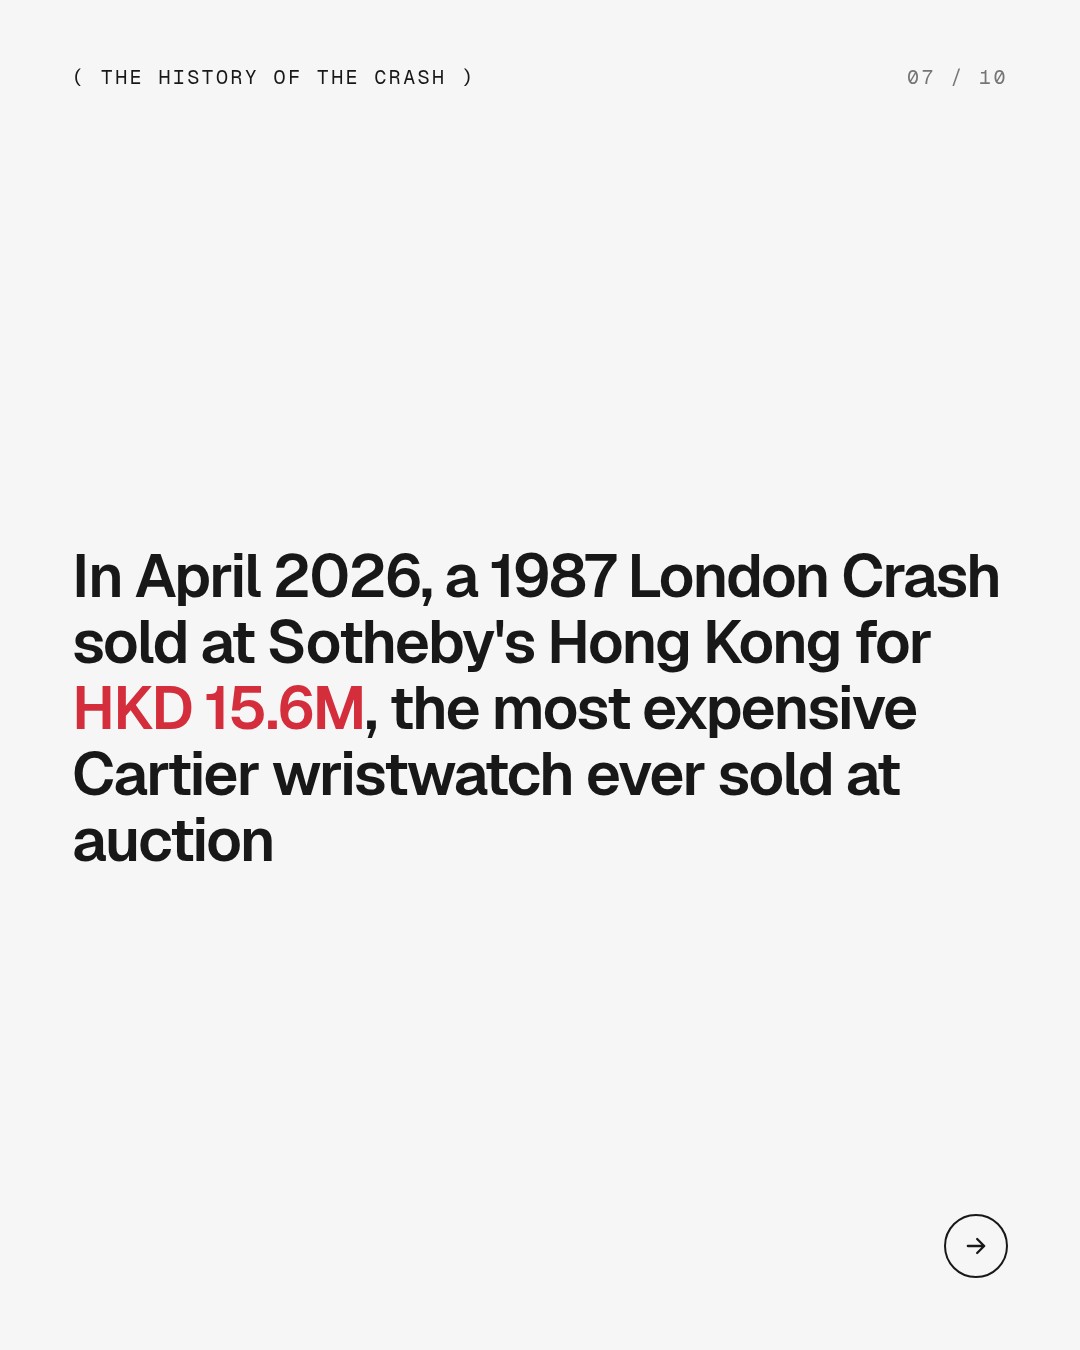 ( THE HISTORY OF THE CRASH )
07 / 10
In April 2026, a 1987 London Crash
sold at Sotheby's Hong Kong for
HKD 15.6M, the most expensive
Cartier wristwatch ever sold at
auction